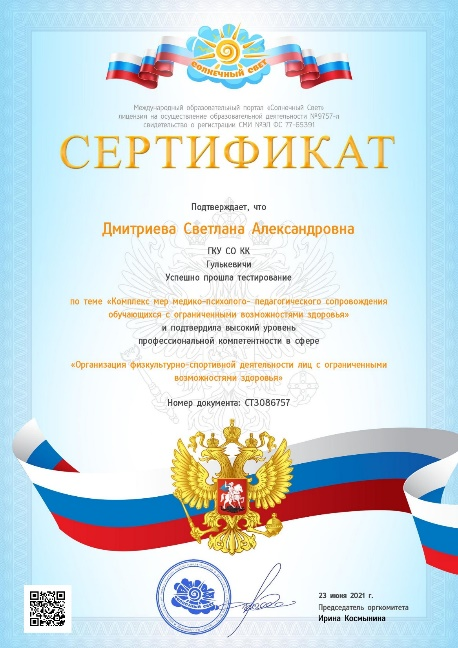 СОЛНЕЧНЫЙ СВЕТ
Международный образовательный портал «Солнечный Свет»
лицензия на осуществление образовательной деятельности №9757-л
свидетельство о регистрации СМИ №ЭЛ ФС 77-65391
СЕРТИФИКАТ
Подтверждает, что
Дмитриева Светлана Александровна
ГКУ СО КК
Гулькевичи
Успешно прошла тестирование
по теме «Комплекс мер медико-психолого- педагогического сопровождения
обучающихся с ограниченными возможностями здоровья»
и подтвердила высокий уровень
профессиональной компетентности в сфере
«Организация физкультурно-спортивной деятельности лиц с ограниченными
возможностями здоровья»
Номер документа: СТ3086757
23 июня 2021 г.
Председатель оргкомитета
Ирина Космынина